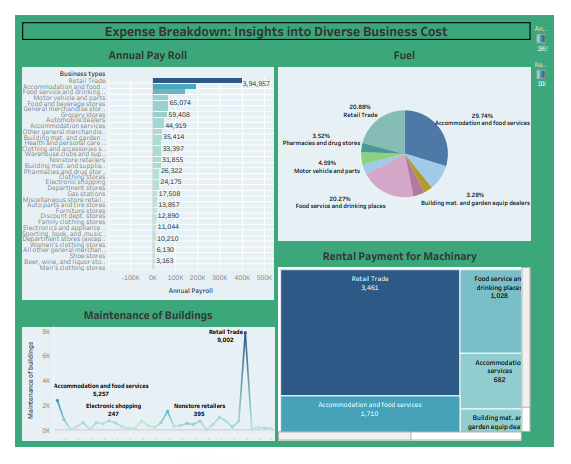 Expense Breakdown: Insights into Diverse Business Cost
An..
Re..
Annual Pay Roll
Business types
Retail Trade
Accommodation and food ..
Food service and drinking ..
Motor vehicle and parts
Food and beverage stores
General merchandise stor..
Grocery stores
Automobile dealers
Accommodation services
Other general merchandis..
Building mat. and garden ..
Health and personal care ..
Clothing and accessories s..
Warehouse clubs and sup..
Nonstore retailers
Building mat. and supplie..
Pharmacies and drug stor..
Clothing stores
Electronic shopping
Department stores
Gas stations
Miscellaneous store retail..
Auto parts and tire stores
Furniture stores
Discount dept. stores
Family clothing stores
Electronics and appliance ..
Sporting, book, and music..
Department stores (excep..
Women's clothing stores
All other general merchan..
Shoe stores
Beer, wine, and liquor sto..
Men's clothing stores
3,94,957
65,074
59,408
44,919
35,414
33,397
31,855
26,322
24,175
17,508
13,857
12,890
11,044
10,210
6,130
3,163
-100K 0K 100K 200K 300K 400K 500K
Annual Payroll
Fuel
20.88%
Retail Trade
29.74%
Accommodation and food services
3.52%
Pharmacies and drug stores
4.59%
Motor vehicle and parts
20.27%
Food service and drinking places
3.28%
Building mat. and garden equip dealers
Maintenance of Buildings
Maintenance of buildings
8K
6K
4K
2K
0K
Retail Trade
9,002
Accommodation and food services
5,257
Electronic shopping
247
Nonstore retailers
395
Rental Payment for Machinery
Retail Trade
3,461
Accommodation and food services
1,710
Food service an
drinking places
1,028
Accommodatio
services
682
Building mat. ar
garden equip dea